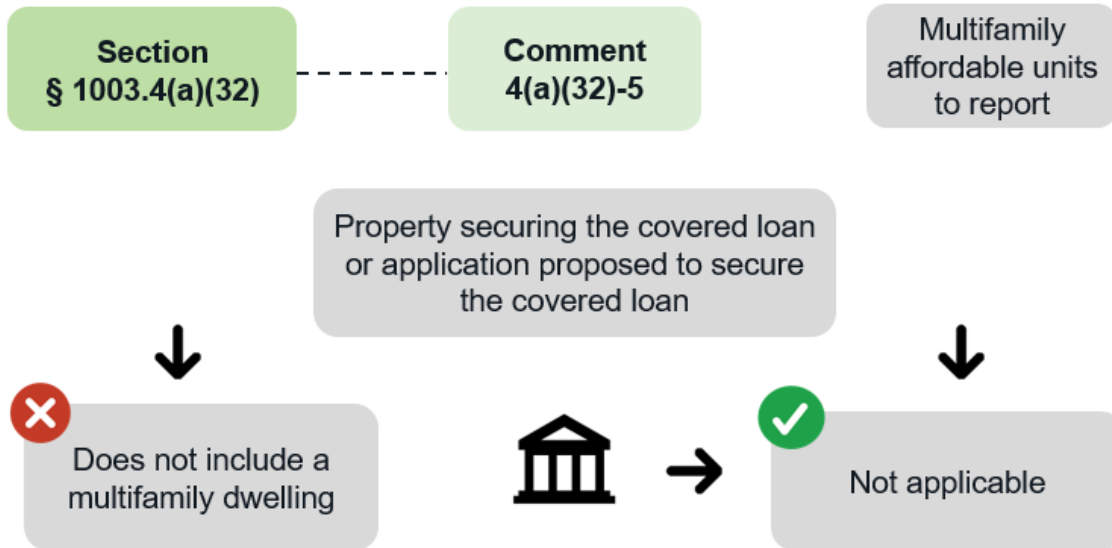 Section
§ 1003.4(a)(32)
Comment
4(a)(32)-5
Multifamily
affordable units
to report
Property securing the covered loan
or application proposed to secure
the covered loan
Does not include a
multifamily dwelling
Not applicable